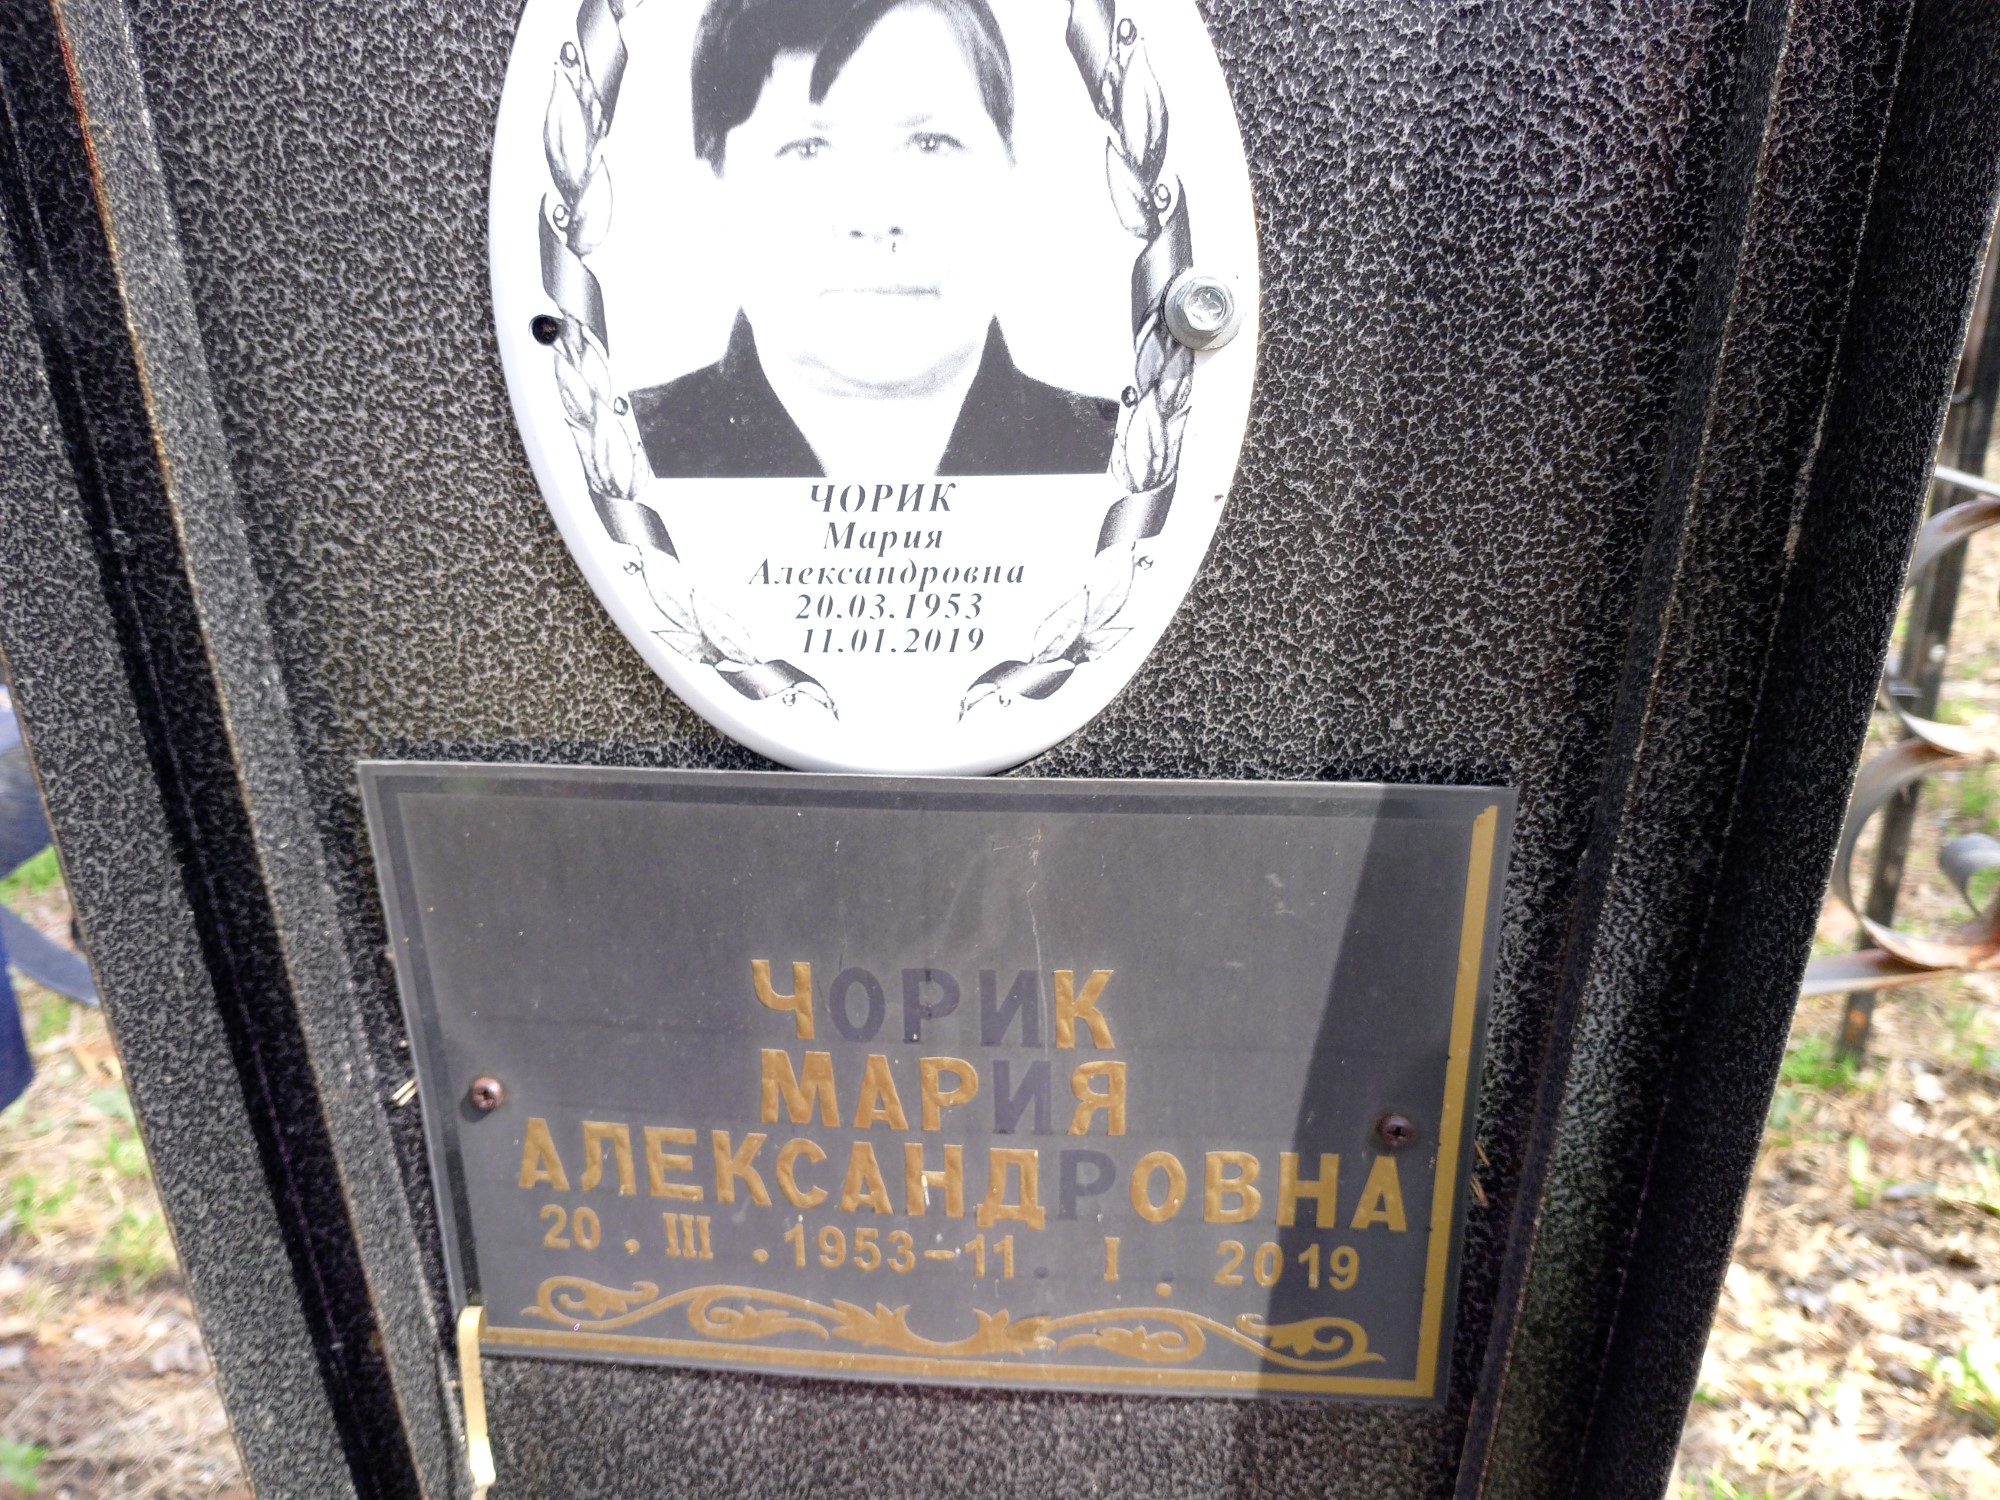 ЧОРИК
Мария
Александровна
20.03.1953
11.01.2019
ЧОРИК
МАРИЯ
АЛЕКСАНДРОВНА
20.III.1953-11.I.2019